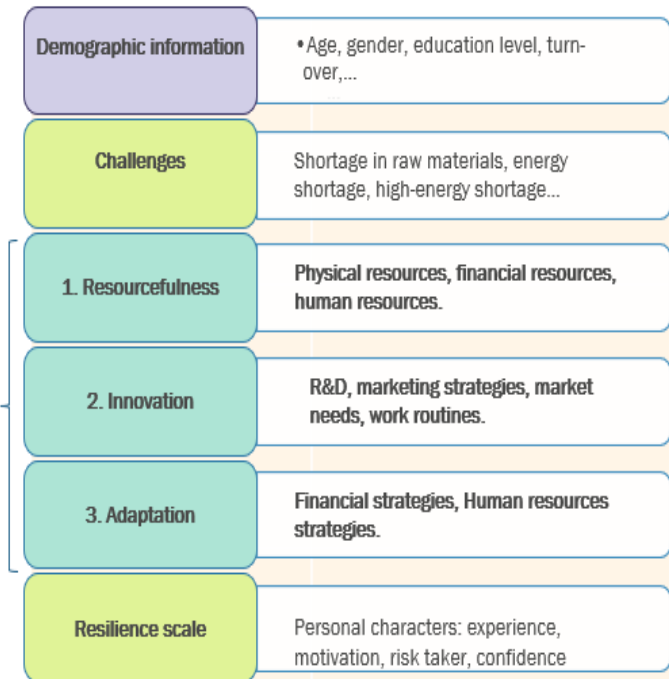 Demographic information
•Age, gender, education level, turn-
over,...
Challenges
Shortage in raw materials, energy
shortage, high-energy shortage...
1. Resourcefulness
Physical resources, financial resources,
human resources.
2. Innovation
R&D, marketing strategies, market
needs, work routines.
3. Adaptation
Financial strategies, Human resources
strategies.
Resilience scale
Personal characters: experience,
motivation, risk taker, confidence